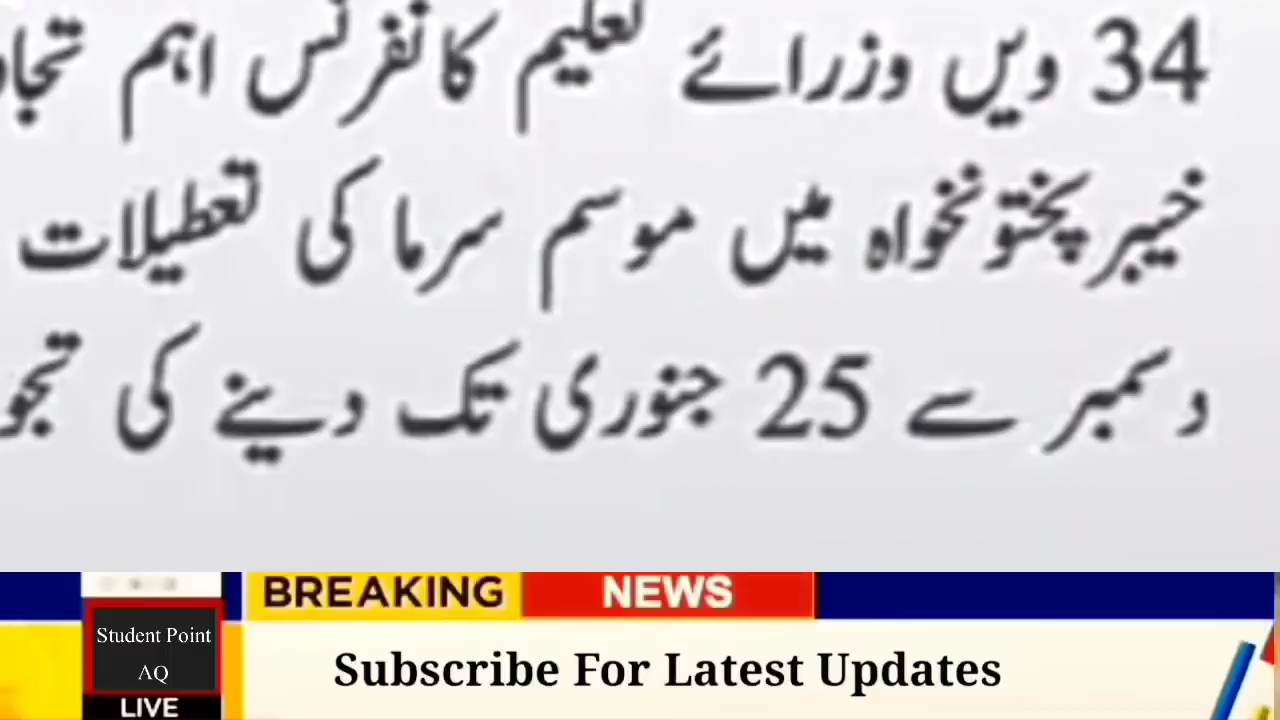 34 ویں وزرائے تعلیم کانفرنس اہم
خیبر پختونخواہ میں موسم سرما کی تعطیلات
دسمبر سے 25 جنوری تک دینے کی
BREAKING NEWS
Student Point
AQ
LIVE
Subscribe For Latest Updates